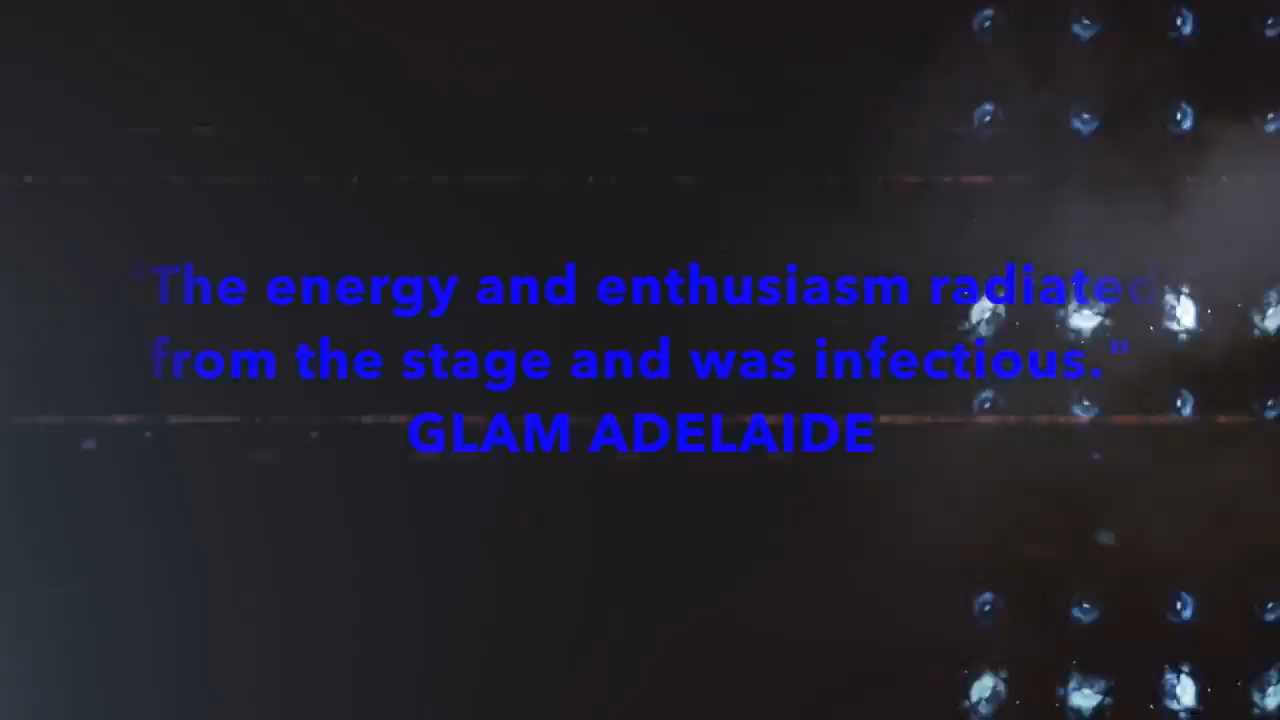 "The energy and enthusiasm radiated
from the stage and was infectious."
GLAM ADELAIDE